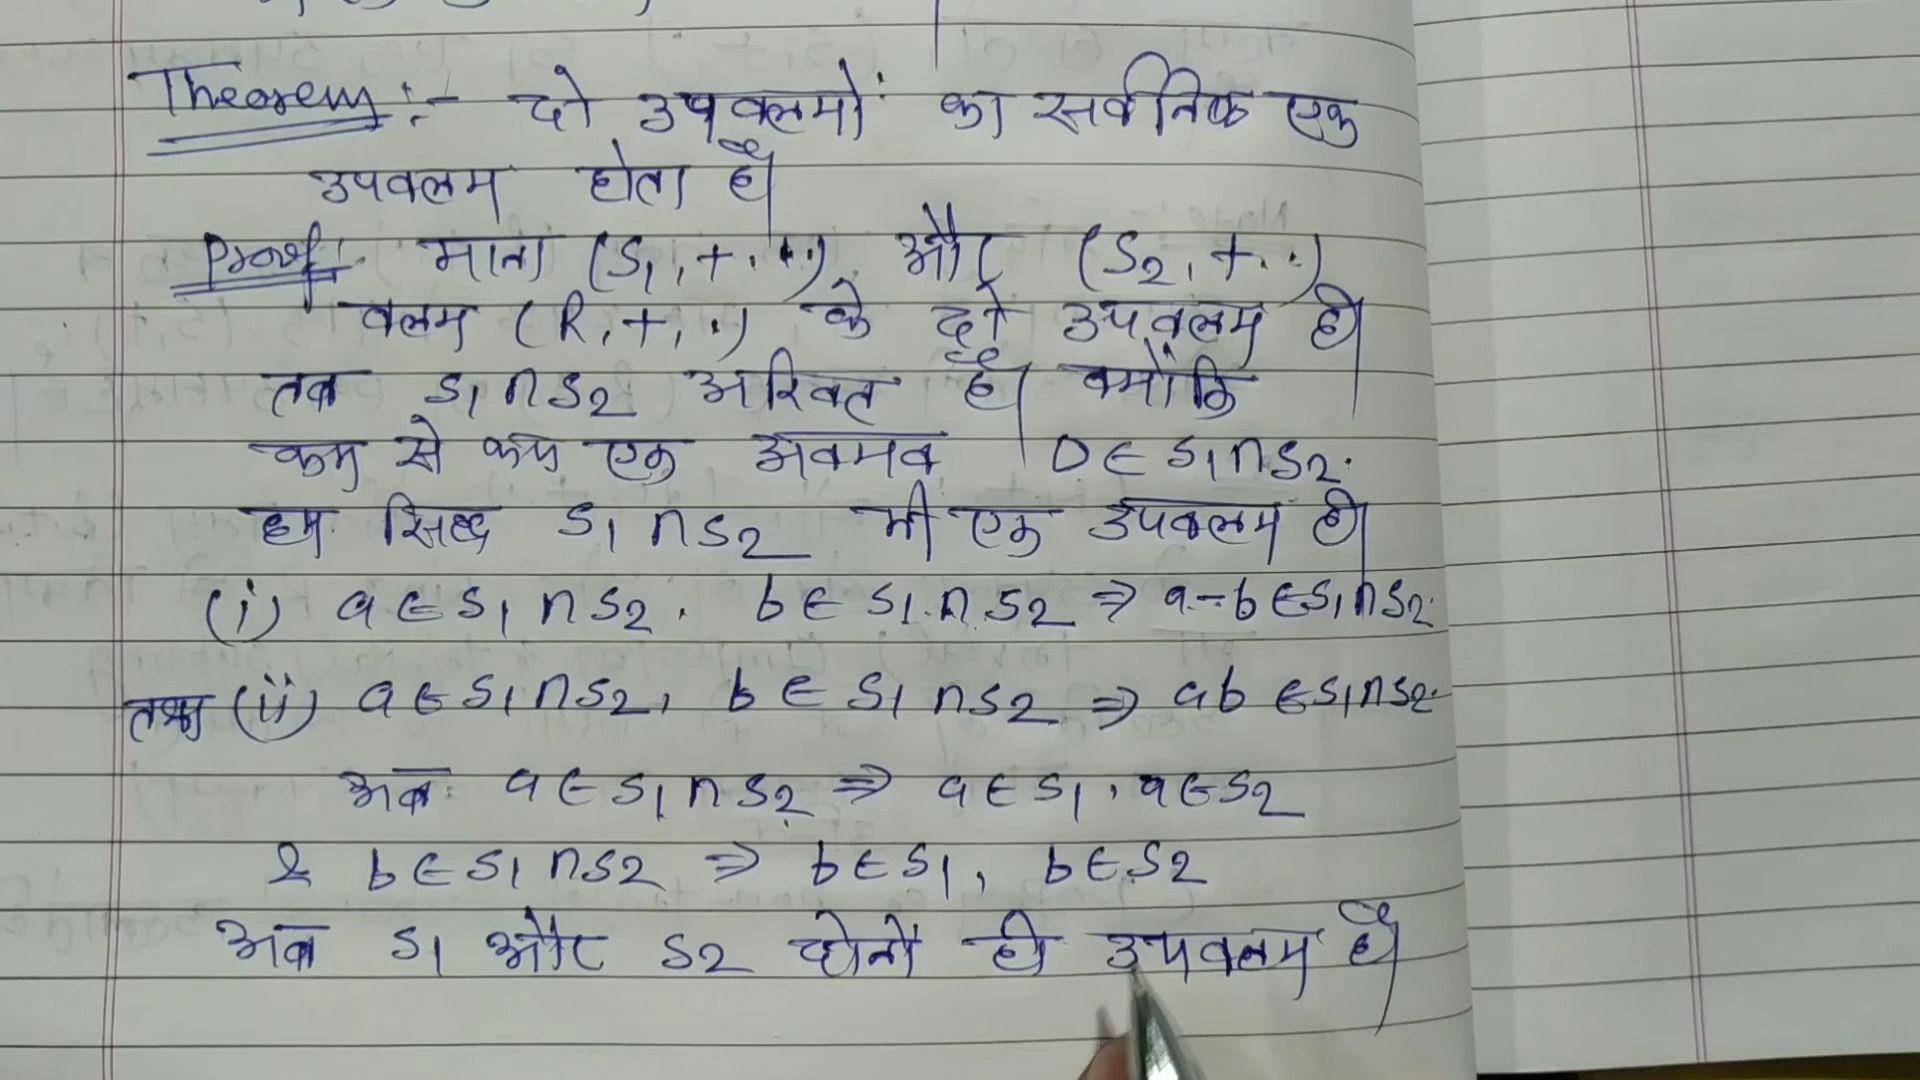 Theorem :- दो उपवलयों का सर्वनिष्ठ एक
उपवलय होता है।
Proof: माना (S1, +, .) और (S2, +, .)
वलय (R, +, .) के दो उपवलय है।
तब S1 ∩ S2 अरिक्त है। क्योंकि
कम से कम एक अवयव 0 ∈ S1 ∩ S2.
हम सिद्ध S1 ∩ S2 भी एक उपवलय है।
(i) a ∈ S1 ∩ S2, b ∈ S1 ∩ S2 ⇒ a-b ∈ S1 ∩ S2.
तथा (ii) a ∈ S1 ∩ S2, b ∈ S1 ∩ S2 ⇒ ab ∈ S1 ∩ S2.
अब a ∈ S1 ∩ S2 ⇒ a ∈ S1, a ∈ S2
& b ∈ S1 ∩ S2 ⇒ b ∈ S1, b ∈ S2
अब S1 और S2 दोनों ही उपवलय है।